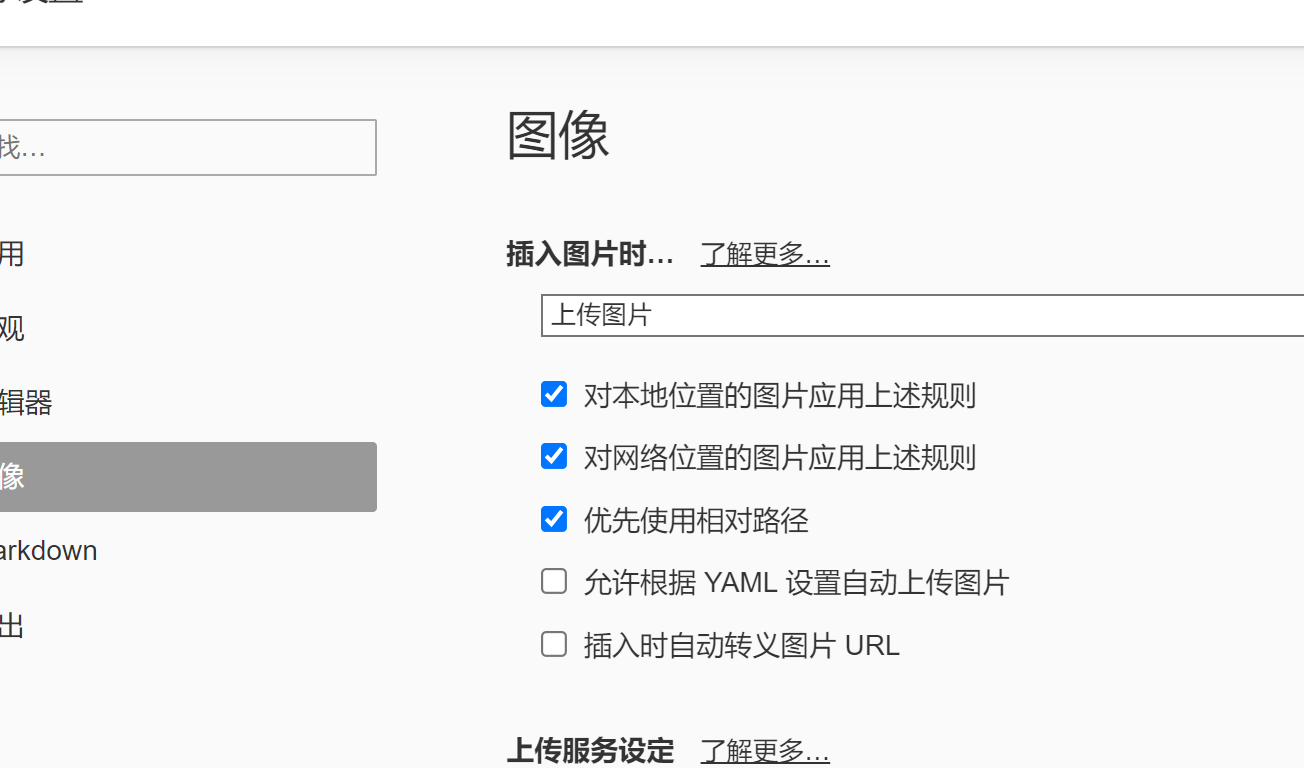 图像
找…
用
观
辑器
像
arkdown
出
插入图片时… 了解更多…
上传图片
对本地位置的图片应用上述规则
对网络位置的图片应用上述规则
优先使用相对路径
允许根据 YAML 设置自动上传图片
插入时自动转义图片 URL
上传服务设定 了解更多…